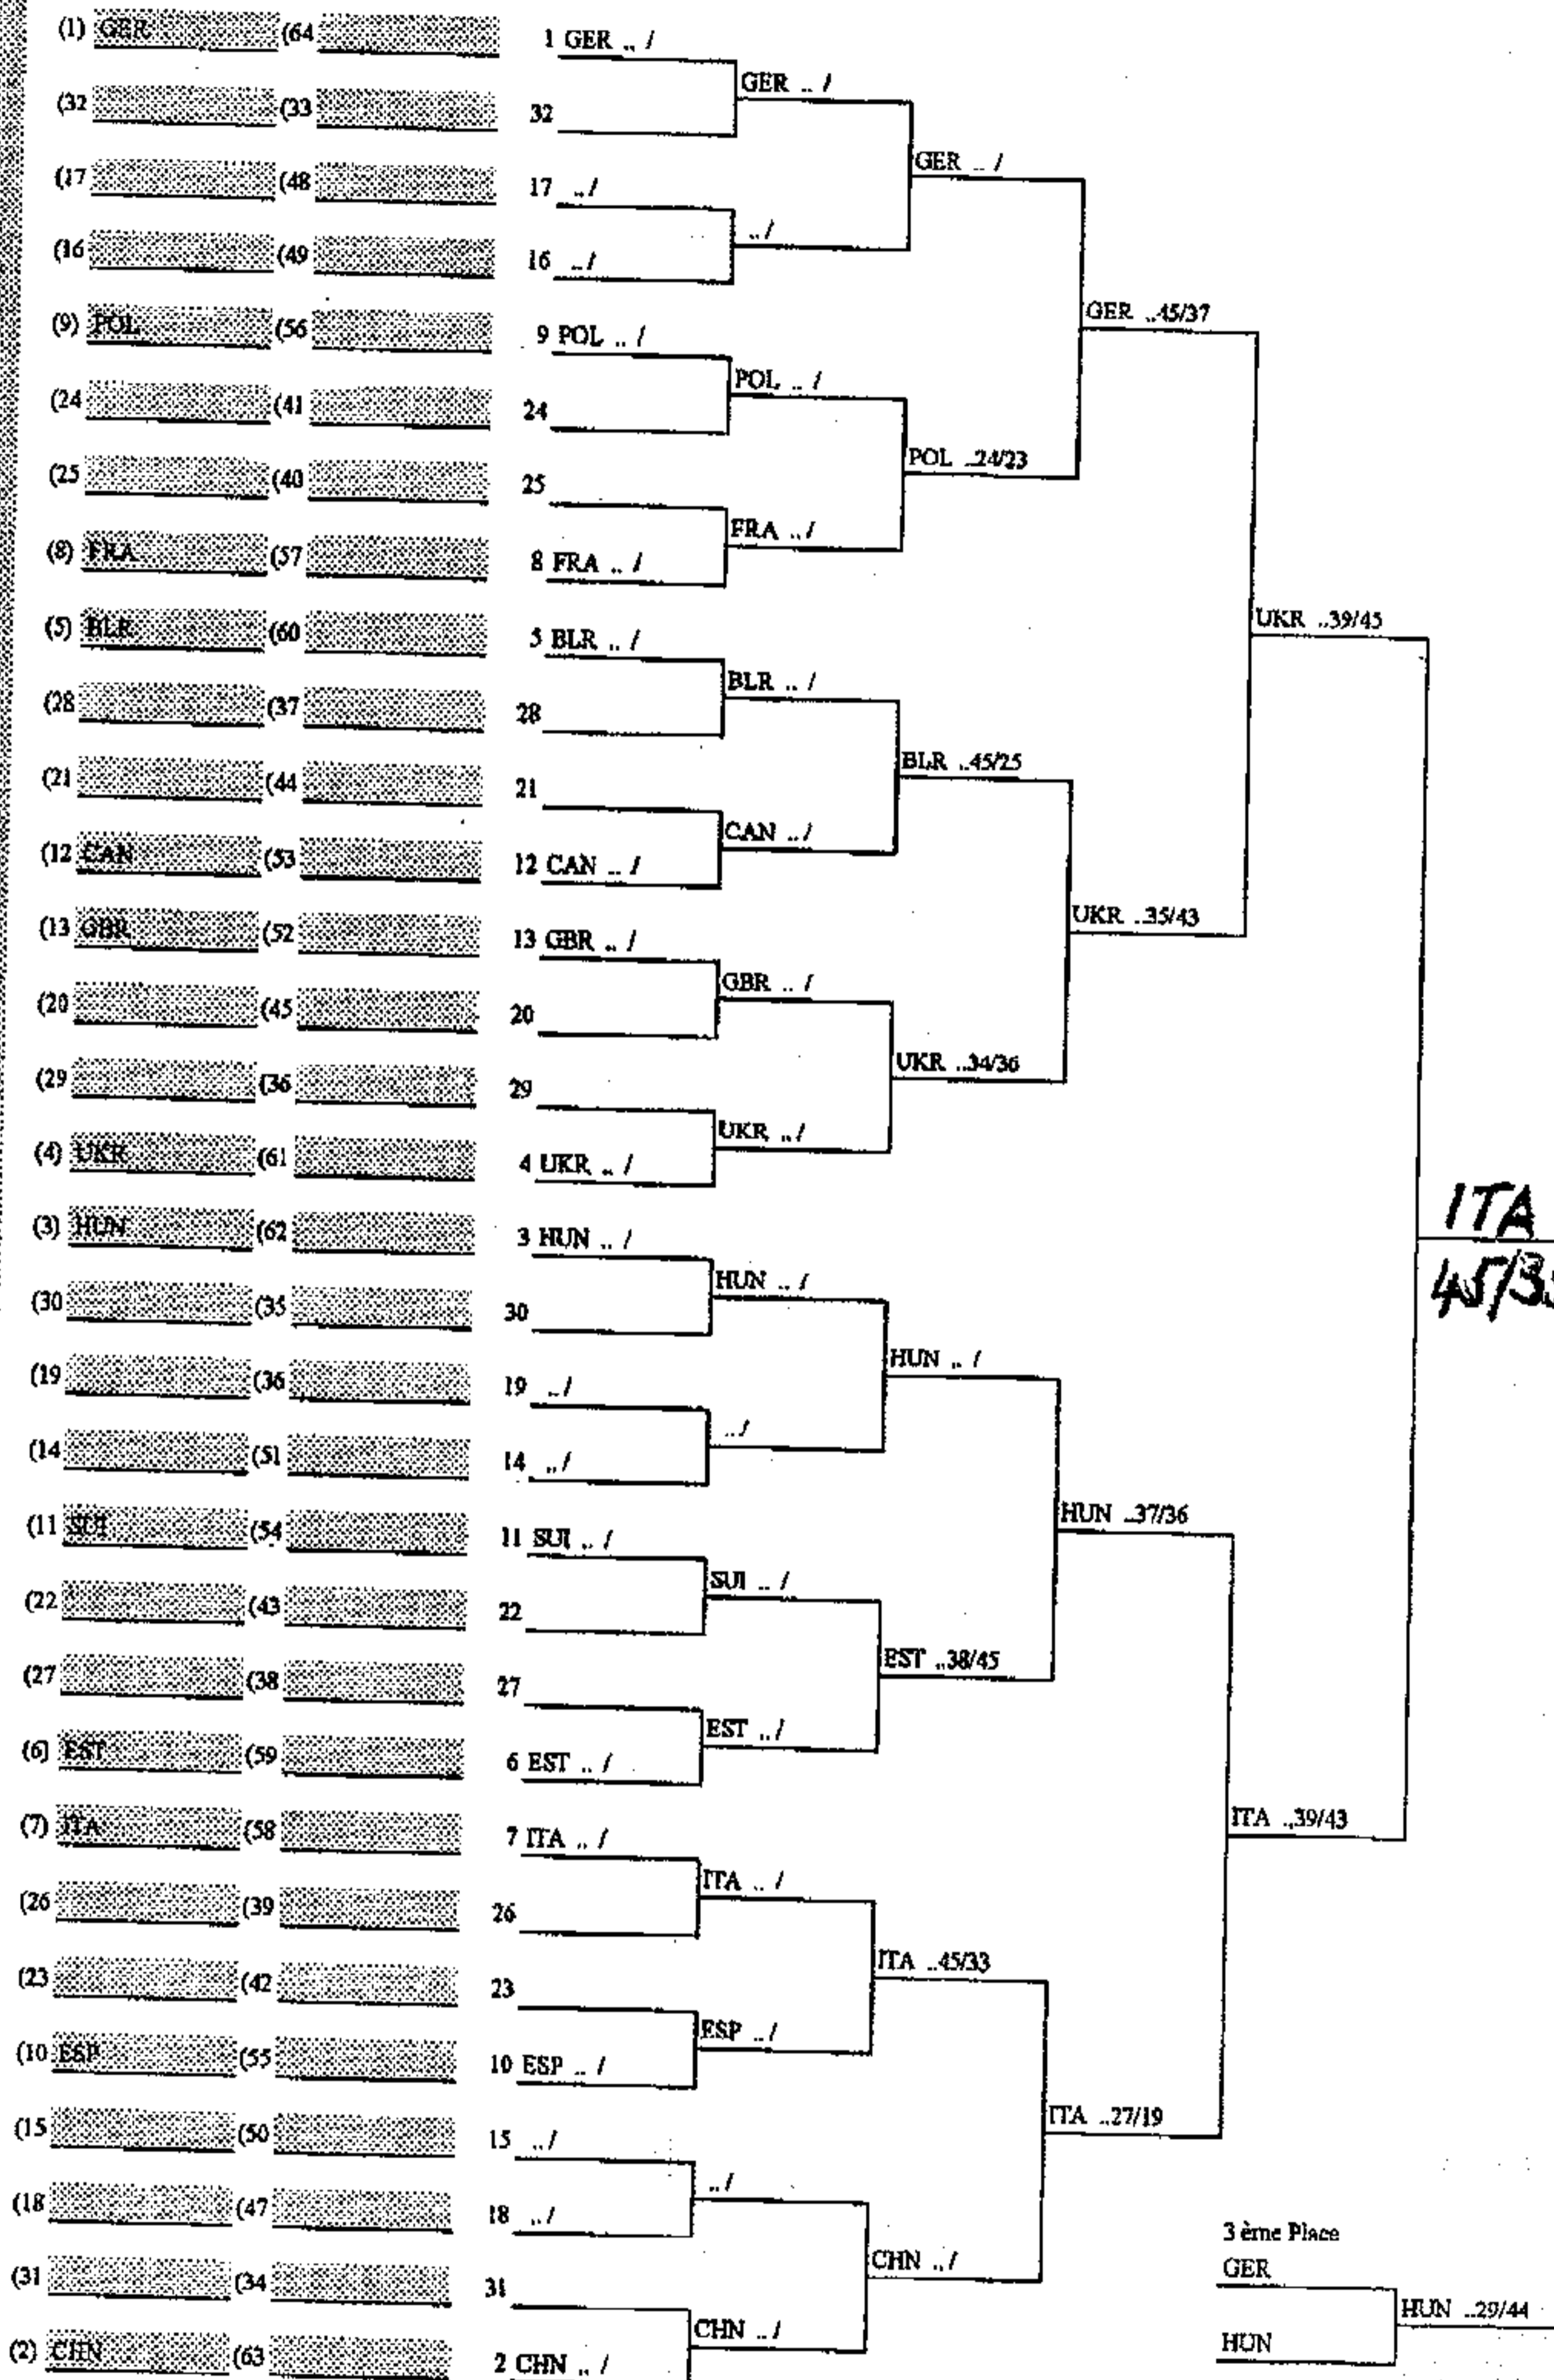 (1) GER (64 1 GER .. /
GER .. /
(32 (33 32
GER .. /
(17 (48 17 .. /
.. /
(16 (49 16 .. /
GER ..45/37
(9) POL (56 9 POL .. /
POL .. /
(24 (41 24
POL ..24/23
(25 (40 25
FRA .. /
(8) FRA (57 8 FRA .. /
UKR ..39/45
(5) BLR (60 5 BLR .. /
BLR .. /
(28 (37 28
BLR ..45/25
(21 (44 21
CAN .. /
(12 CAN (53 12 CAN .. /
UKR ..35/43
(13 GBR (52 13 GBR .. /
GBR .. /
(20 (45 20
UKR ..34/36
(29 (36 29
UKR .. /
(4) UKR (61 4 UKR .. /
ITA
(3) HUN (62 3 HUN .. /
HUN .. /
45/
(30 (35 30
HUN .. /
(19 (36 19 .. /
.. /
(14 (51 14 .. /
HUN ..37/36
(11 SUI (54 11 SUI .. /
SUI .. /
(22 (43 22
EST ..38/45
(27 (38 27
EST .. /
(6) EST (59 6 EST .. /
ITA ..39/43
(7) ITA (58 7 ITA .. /
ITA .. /
(26 (39 26
ITA ..45/33
(23 (42 23
ESP .. /
(10 ESP (55 10 ESP .. /
ITA ..27/19
(15 (50 15 .. /
.. /
(18 (47 18 .. /
3 ème Place
CHN .. /
GER
(31 (34 31
HUN ..29/44
CHN .. /
HUN
(2) CHN (63 2 CHN .. /